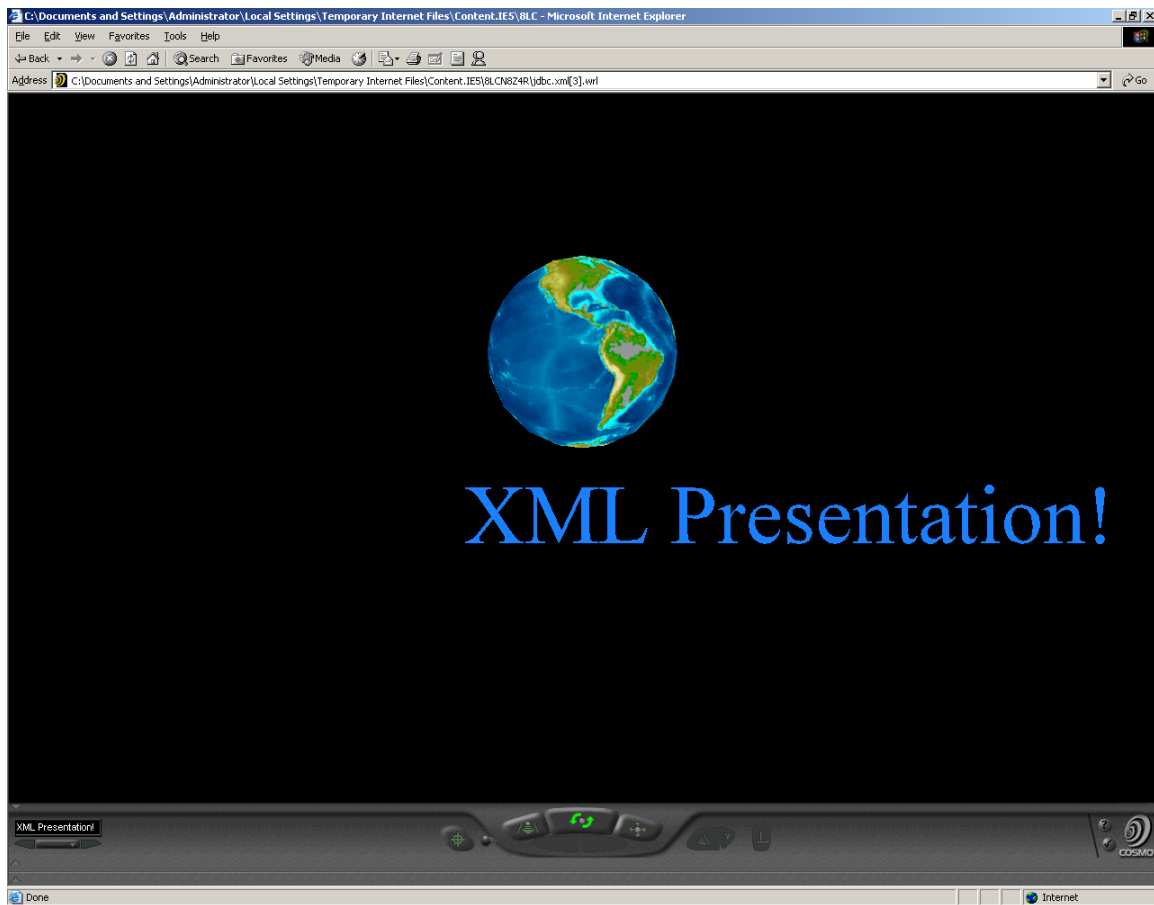 C:\Documents and Settings\Administrator\Local Settings\Temporary Internet Files\Content.IE5\8LC - Microsoft Internet Explorer
File Edit View Favorites Tools Help
Back Search Favorites Media
Address C:\Documents and Settings\Administrator\Local Settings\Temporary Internet Files\Content.IE5\8LCN8Z4R\jdbc.xml[3].wrl Go
XML Presentation!
XML Presentation!
?
COSMO
Done Internet